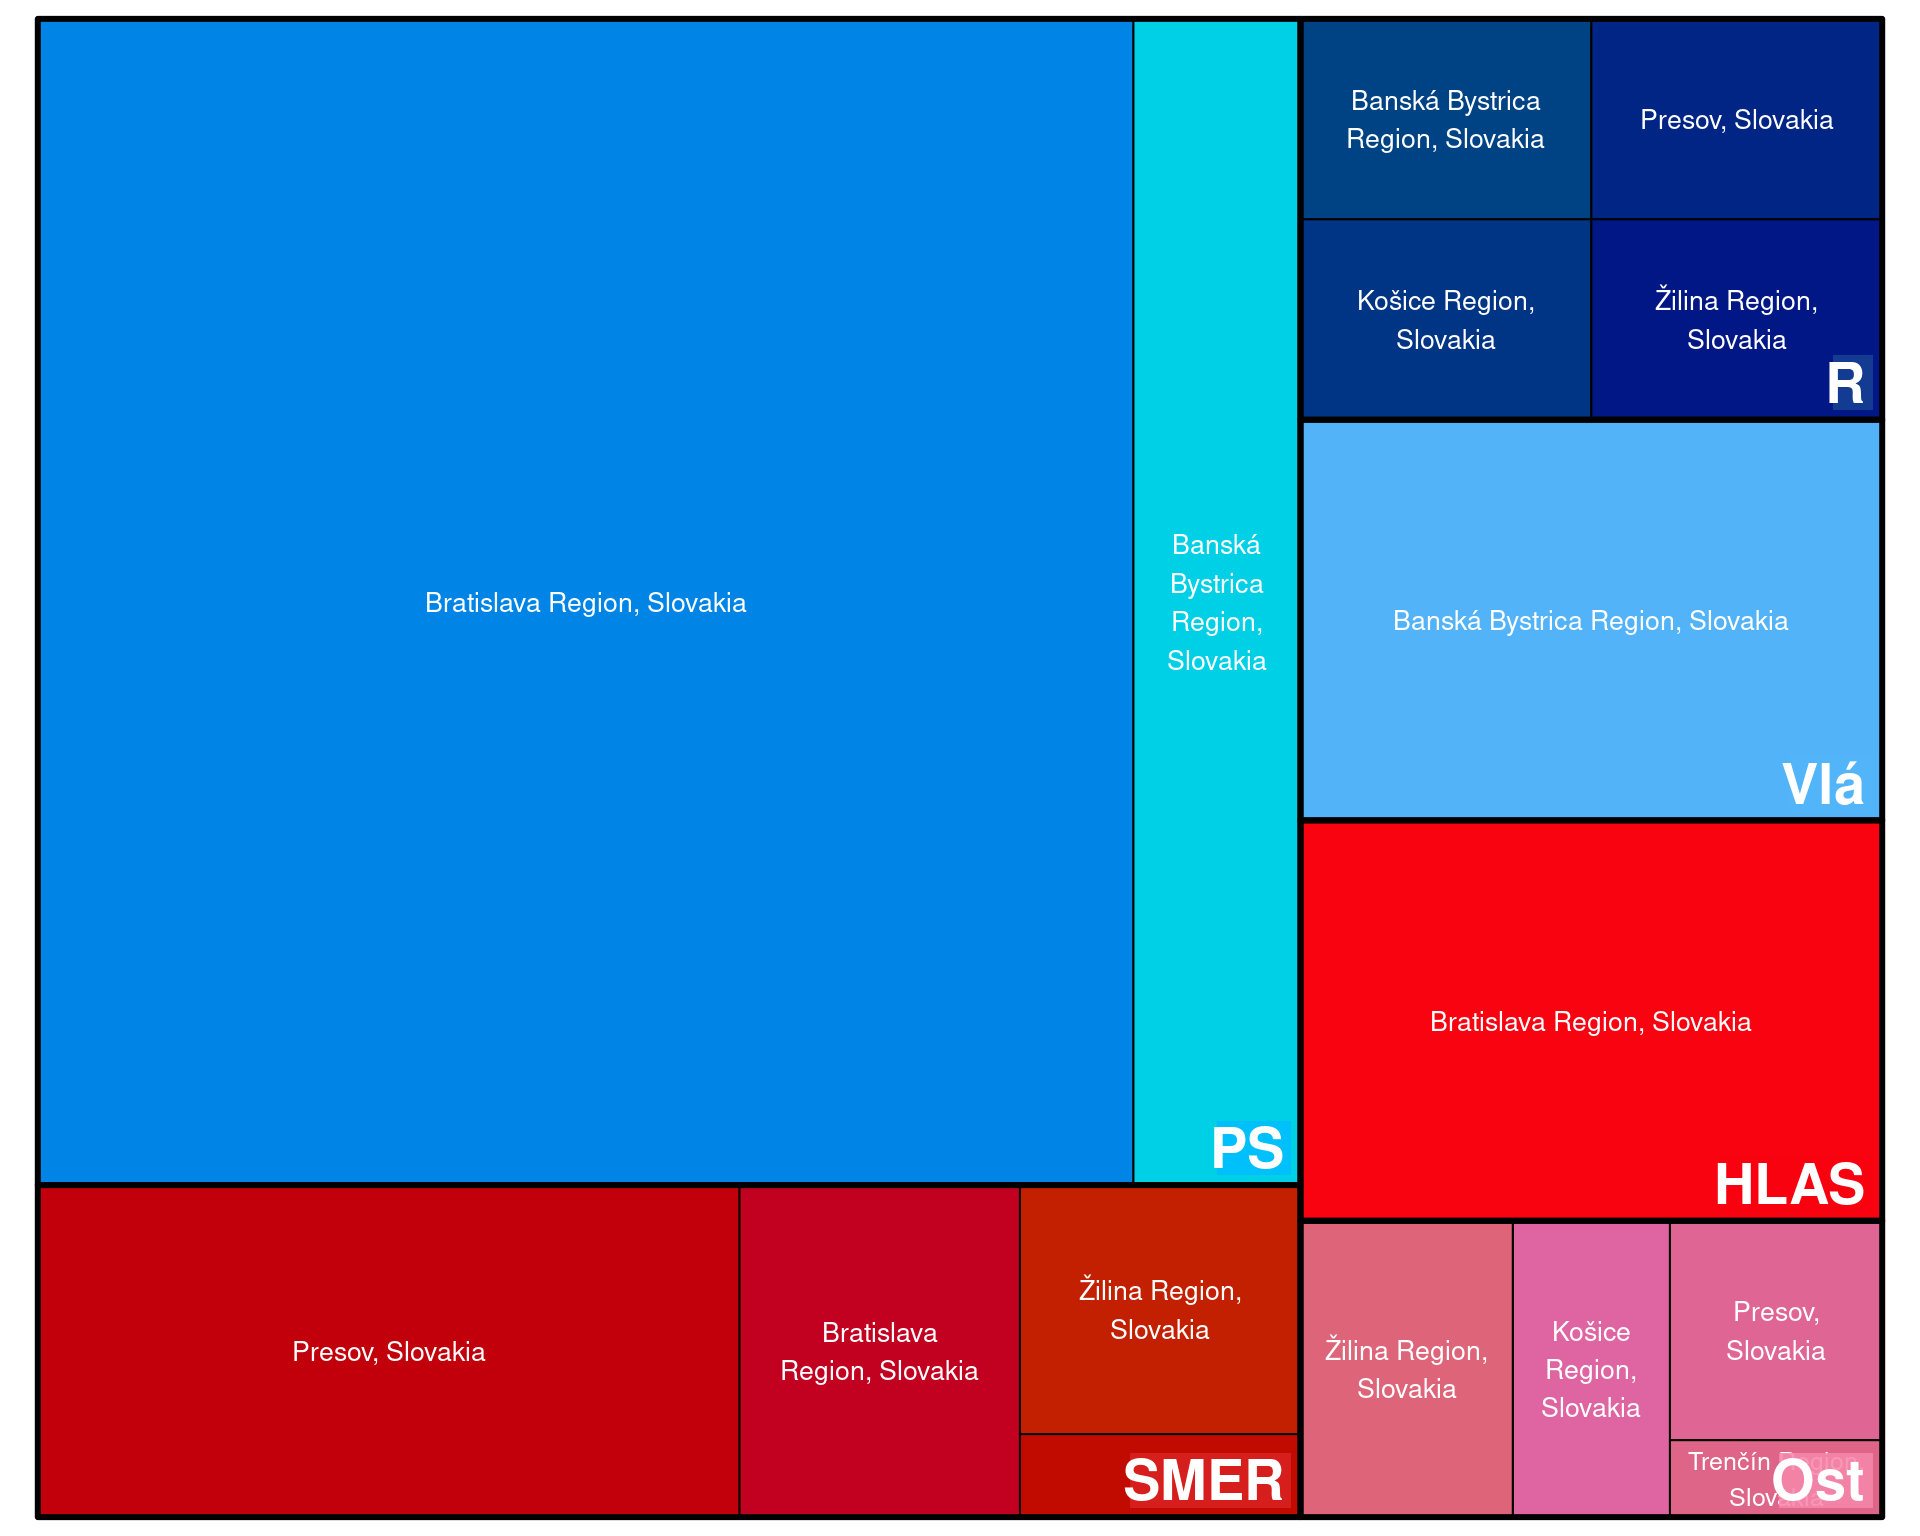 Bratislava Region, Slovakia
Banská
Bystrica
Region,
Slovakia
PS
Presov, Slovakia
Bratislava
Region, Slovakia
Žilina Region,
Slovakia
SMER
Banská Bystrica
Region, Slovakia
Presov, Slovakia
Košice Region,
Slovakia
Žilina Region,
Slovakia
R
Banská Bystrica Region, Slovakia
Vlá
Bratislava Region, Slovakia
HLAS
Žilina Region,
Slovakia
Košice
Region,
Slovakia
Presov,
Slovakia
Trenčín Region,
Slovakia
Ost